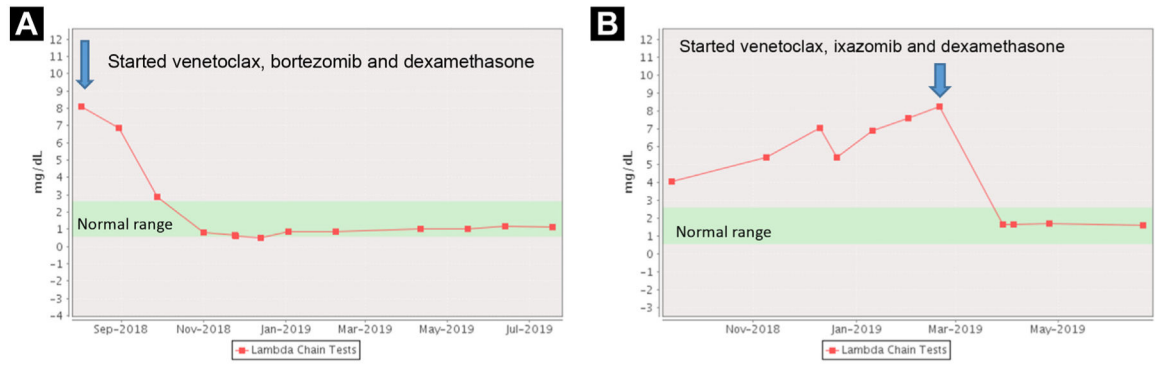 A
Started venetoclax, bortezomib and dexamethasone
mg/dL
12
11
10
9
8
7
6
5
4
3
2
1
0
-1
-2
-3
-4
Normal range
Sep-2018
Nov-2018
Jan-2019
Mar-2019
May-2019
Jul-2019
Lambda Chain Tests
B
Started venetoclax, ixazomib and dexamethasone
mg/dL
12
11
10
9
8
7
6
5
4
3
2
1
0
-1
-2
-3
Normal range
Nov-2018
Jan-2019
Mar-2019
May-2019
Lambda Chain Tests